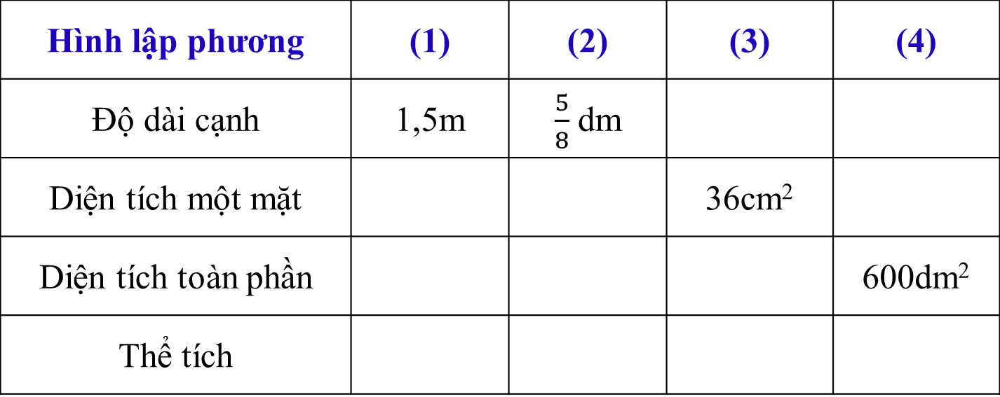 Hình lập phương (1) (2) (3) (4)
Độ dài cạnh 1,5m 5/8 dm
Diện tích một mặt 36cm²
Diện tích toàn phần 600dm²
Thể tích